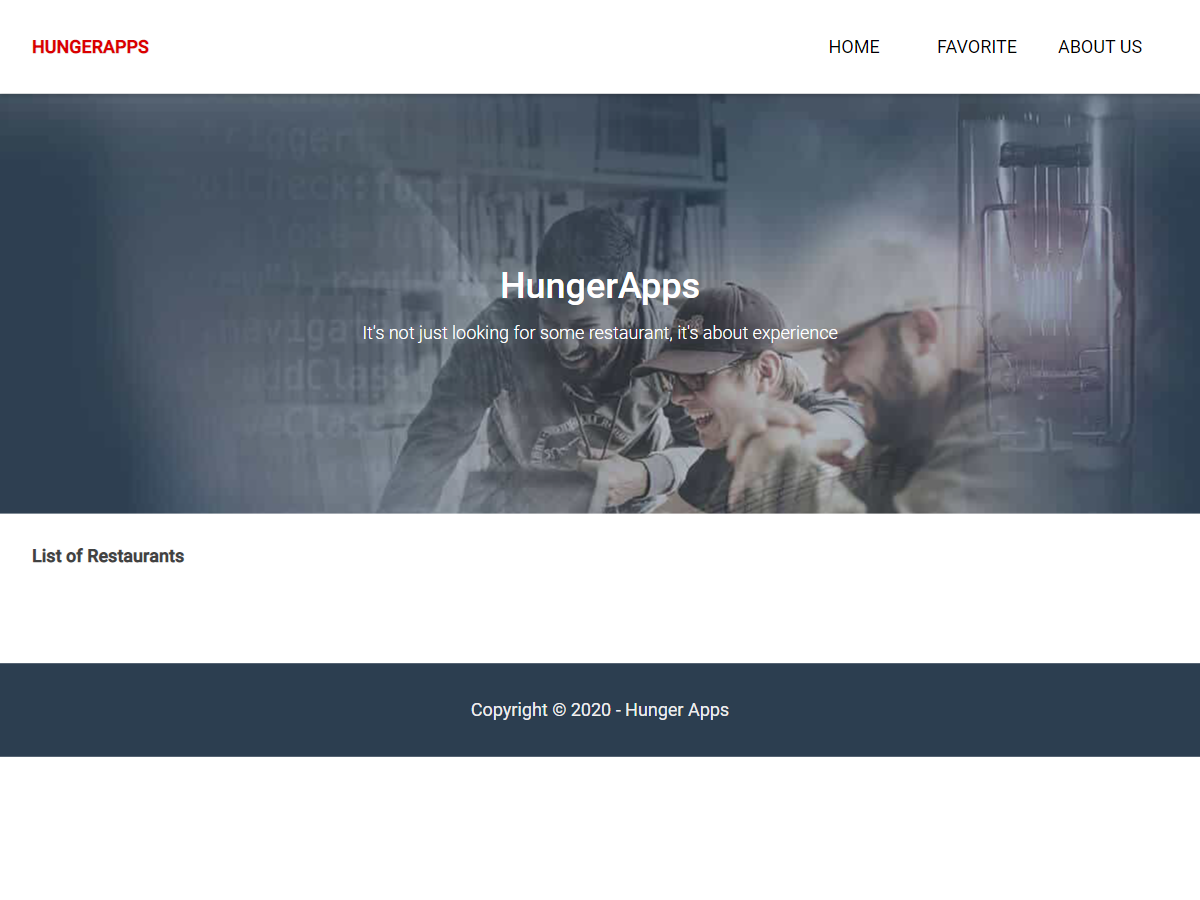 HUNGERAPPS
HOME FAVORITE ABOUT US
HungerApps
It's not just looking for some restaurant, it's about experience
List of Restaurants
Copyright © 2020 - Hunger Apps